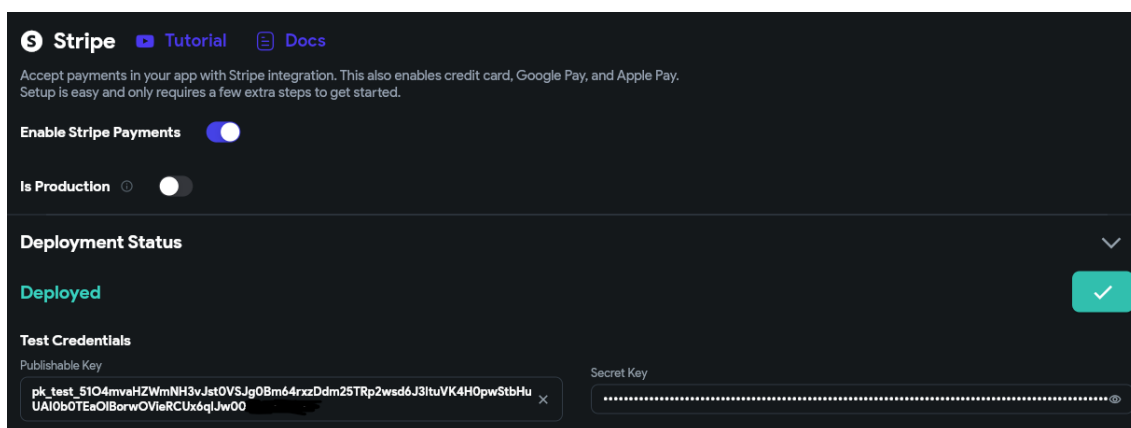 Stripe Tutorial Docs
Accept payments in your app with Stripe integration. This also enables credit card, Google Pay, and Apple Pay.
Setup is easy and only requires a few extra steps to get started.
Enable Stripe Payments
Is Production
Deployment Status
Deployed
Test Credentials
Publishable Key
pk_test_51O4mvaHZWmNH3vJst0VSJg0Bm64rxzDdm25TRp2wsd6J3ltuVK4H0pwStbHu
UAI0b0TEaOlBorwOVieRCUx6qlJw00
Secret Key